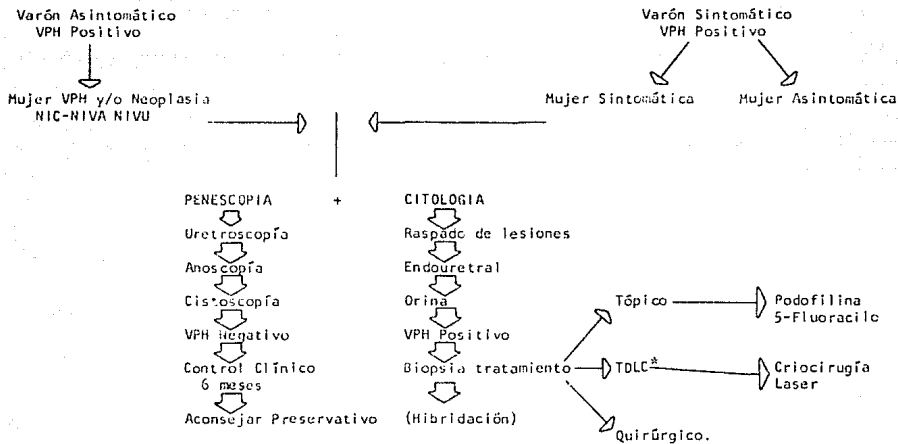 Varón Asintomático
VPH Positivo
Varón Sintomático
VPH Positivo
Mujer VPH y/o Neoplasia
NIC-NIVA NIVU
Mujer Sintomática
Mujer Asintomática
PENESCOPIA + CITOLOGIA
Uretroscopía
Anoscopía
Cistoscopía
VPH Negativo
Control Clínico
6 meses
Aconsejar Preservativo
Raspado de lesiones
Endouretral
Orina
VPH Positivo
Biopsia tratamiento
(Hibridación)
Tópico
Podofilina
5-Fluoracilo
TDLC*
Criocirugía
Laser
Quirúrgico.